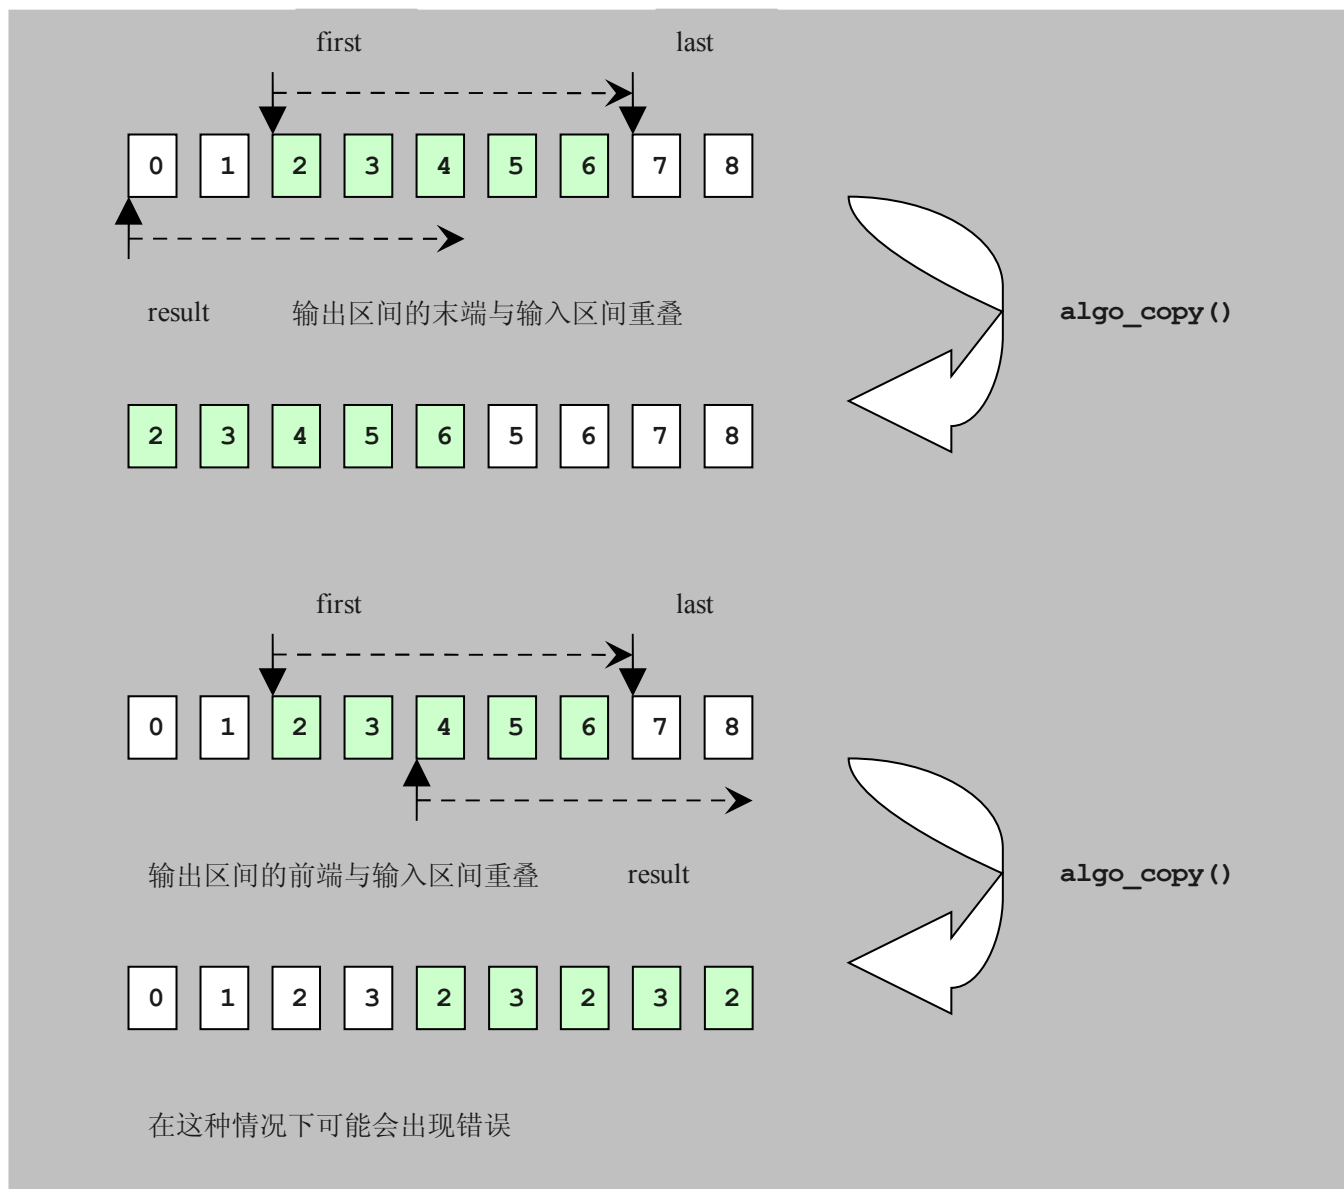 first last
0 1 2 3 4 5 6 7 8
result 输出区间的末端与输入区间重叠 algo_copy()
2 3 4 5 6 5 6 7 8
first last
0 1 2 3 4 5 6 7 8
输出区间的前端与输入区间重叠 result algo_copy()
0 1 2 3 2 3 2 3 2
在这种情况下可能会出现错误